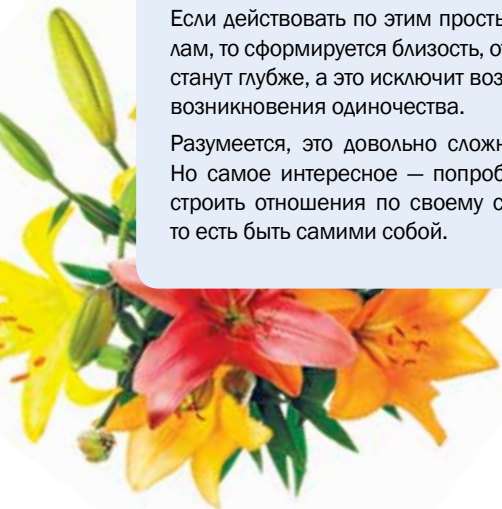 Если действовать по этим прость
лам, то сформируется близость, от
станут глубже, а это исключит воз
возникновения одиночества.
Разумеется, это довольно сложн
Но самое интересное — попроб
строить отношения по своему с
то есть быть самими собой.